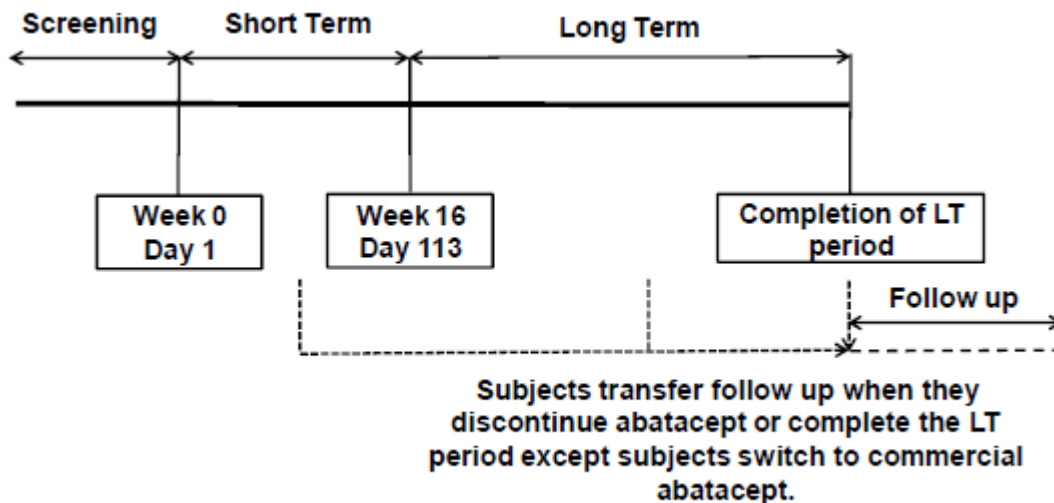 Screening
Short Term
Long Term
Week 0
Day 1
Week 16
Day 113
Completion of LT
period
Follow up
Subjects transfer follow up when they
discontinue abatacept or complete the LT
period except subjects switch to commercial
abatacept.